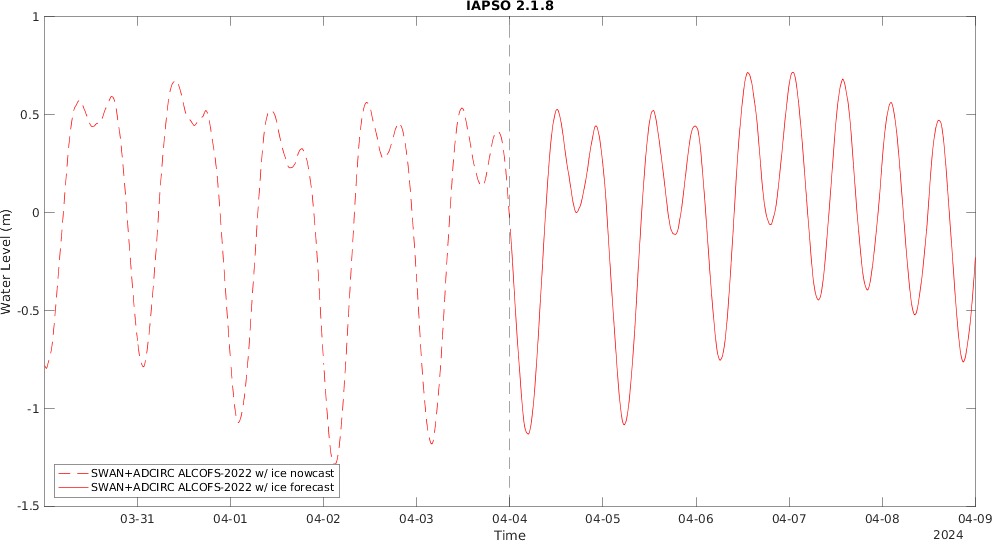 IAPSO 2.1.8
1
0.5
0
-0.5
-1
-1.5
Water Level (m)
SWAN+ADCIRC ALCOFS-2022 w/ ice nowcast
SWAN+ADCIRC ALCOFS-2022 w/ ice forecast
03-31 04-01 04-02 04-03 04-04 04-05 04-06 04-07 04-08 04-09
Time
2024